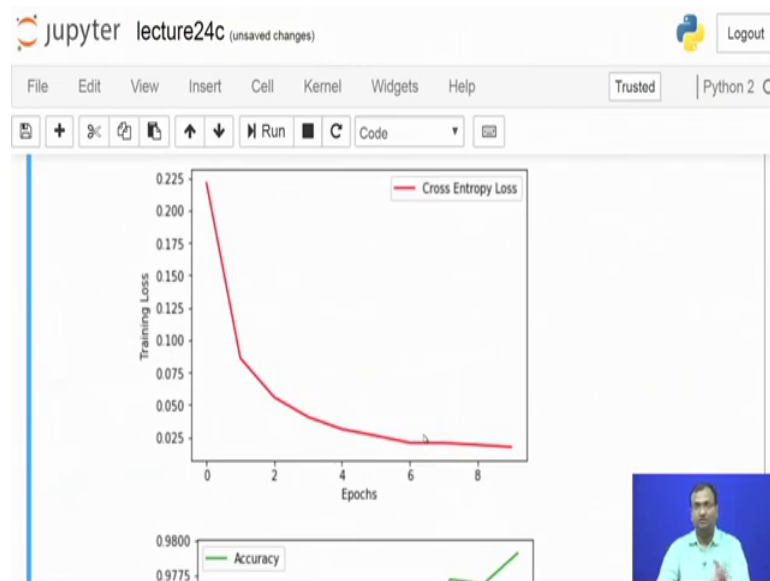 jupyter lecture24c (unsaved changes)
Logout
File Edit View Insert Cell Kernel Widgets Help
Trusted
Python 2
Run
Code
Cross Entropy Loss
0.225
0.200
0.175
0.150
0.125
0.100
0.075
0.050
0.025
Training Loss
0 2 4 6 8
Epochs
0.9800
Accuracy
0.9775